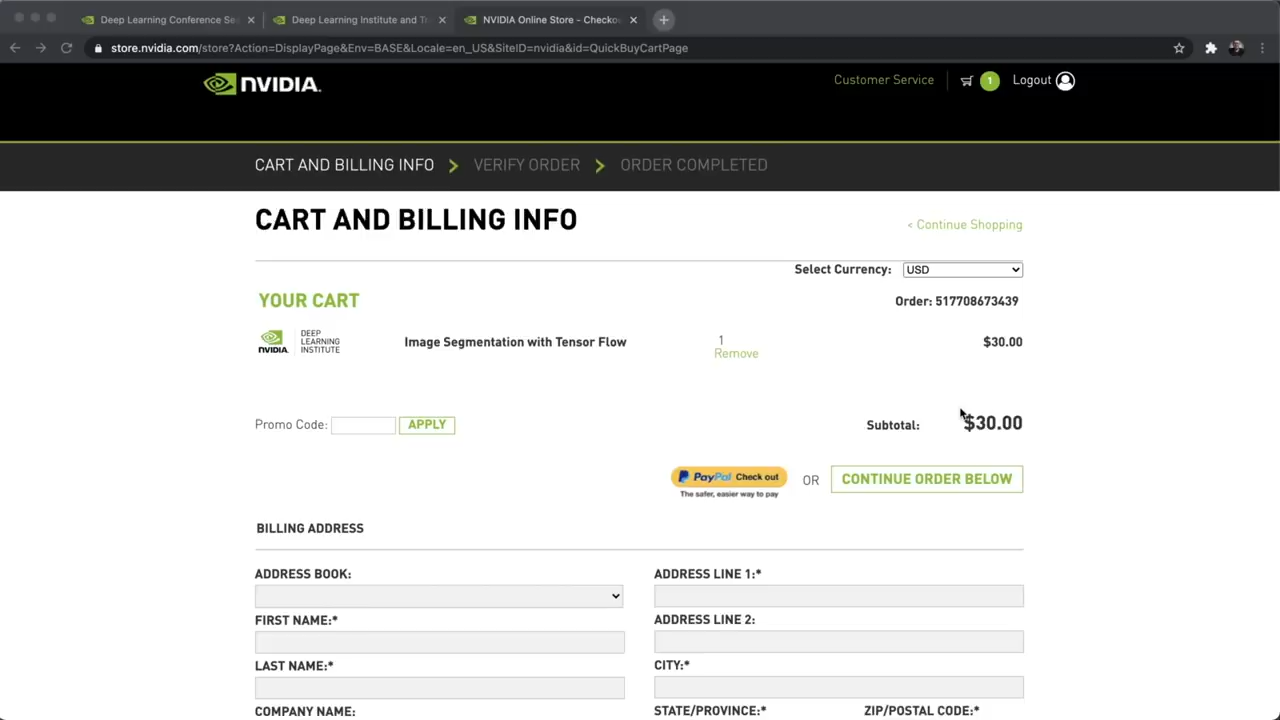 Deep Learning Conference Se
Deep Learning Institute and Tr
NVIDIA Online Store - Checko
store.nvidia.com/store?Action=DisplayPage&Env=BASE&Locale=en_US&SiteID=nvidia&id=QuickBuyCartPage
NVIDIA.
Customer Service
1
Logout
CART AND BILLING INFO
VERIFY ORDER
ORDER COMPLETED
CART AND BILLING INFO
< Continue Shopping
Select Currency:
USD
YOUR CART
Order: 517708673439
NVIDIA.
DEEP
LEARNING
INSTITUTE
Image Segmentation with Tensor Flow
1
Remove
$30.00
Promo Code:
APPLY
Subtotal:
$30.00
PayPal Check out
The safer, easier way to pay
OR
CONTINUE ORDER BELOW
BILLING ADDRESS
ADDRESS BOOK:
ADDRESS LINE 1:*
FIRST NAME:*
ADDRESS LINE 2:
LAST NAME:*
CITY:*
COMPANY NAME:
STATE/PROVINCE:*
ZIP/POSTAL CODE:*